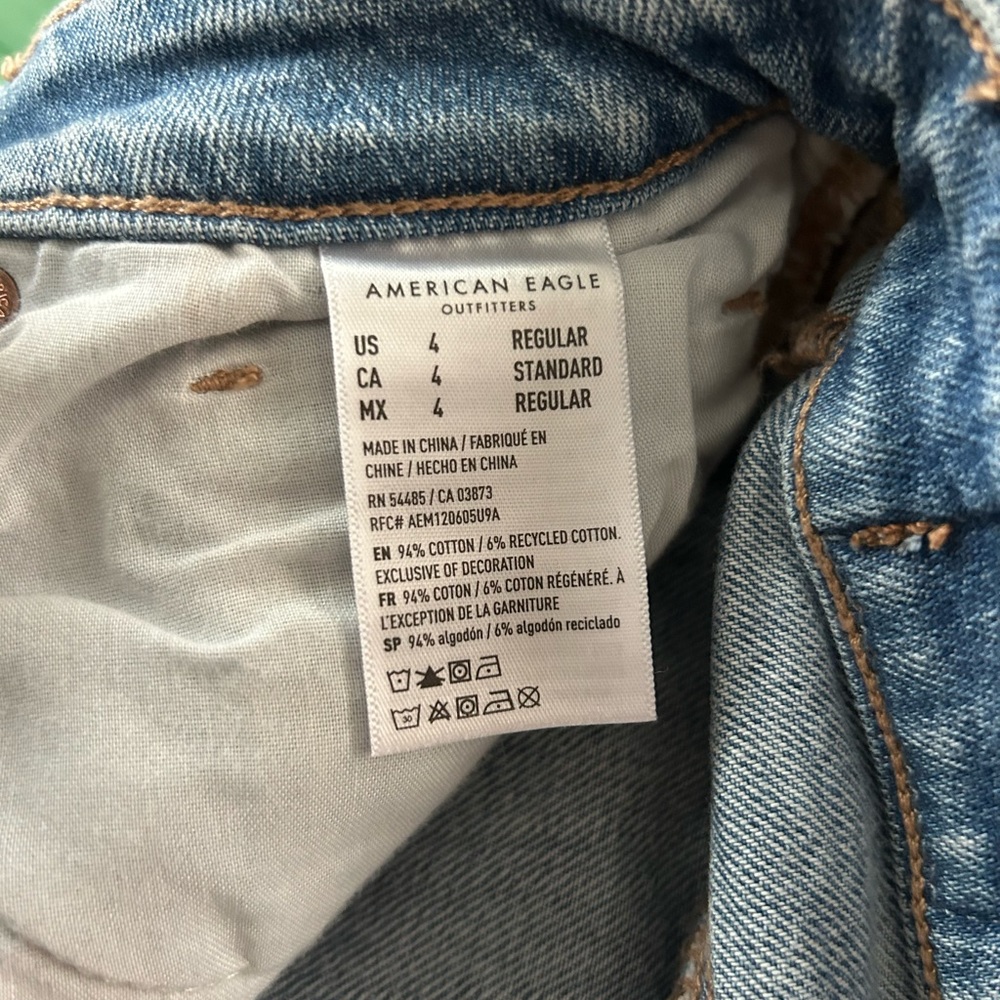 AMERICAN EAGLE
OUTFITTERS
US 4 REGULAR
CA 4 STANDARD
MX 4 REGULAR
MADE IN CHINA / FABRIQUÉ EN
CHINE / HECHO EN CHINA
RN 54485 / CA 03873
RFC# AEM120605U9A
EN 94% COTTON / 6% RECYCLED COTTON.
EXCLUSIVE OF DECORATION
FR 94% COTON / 6% COTON RÉGÉNÉRÉ. À
L'EXCEPTION DE LA GARNITURE
SP 94% algodón / 6% algodón reciclado
30